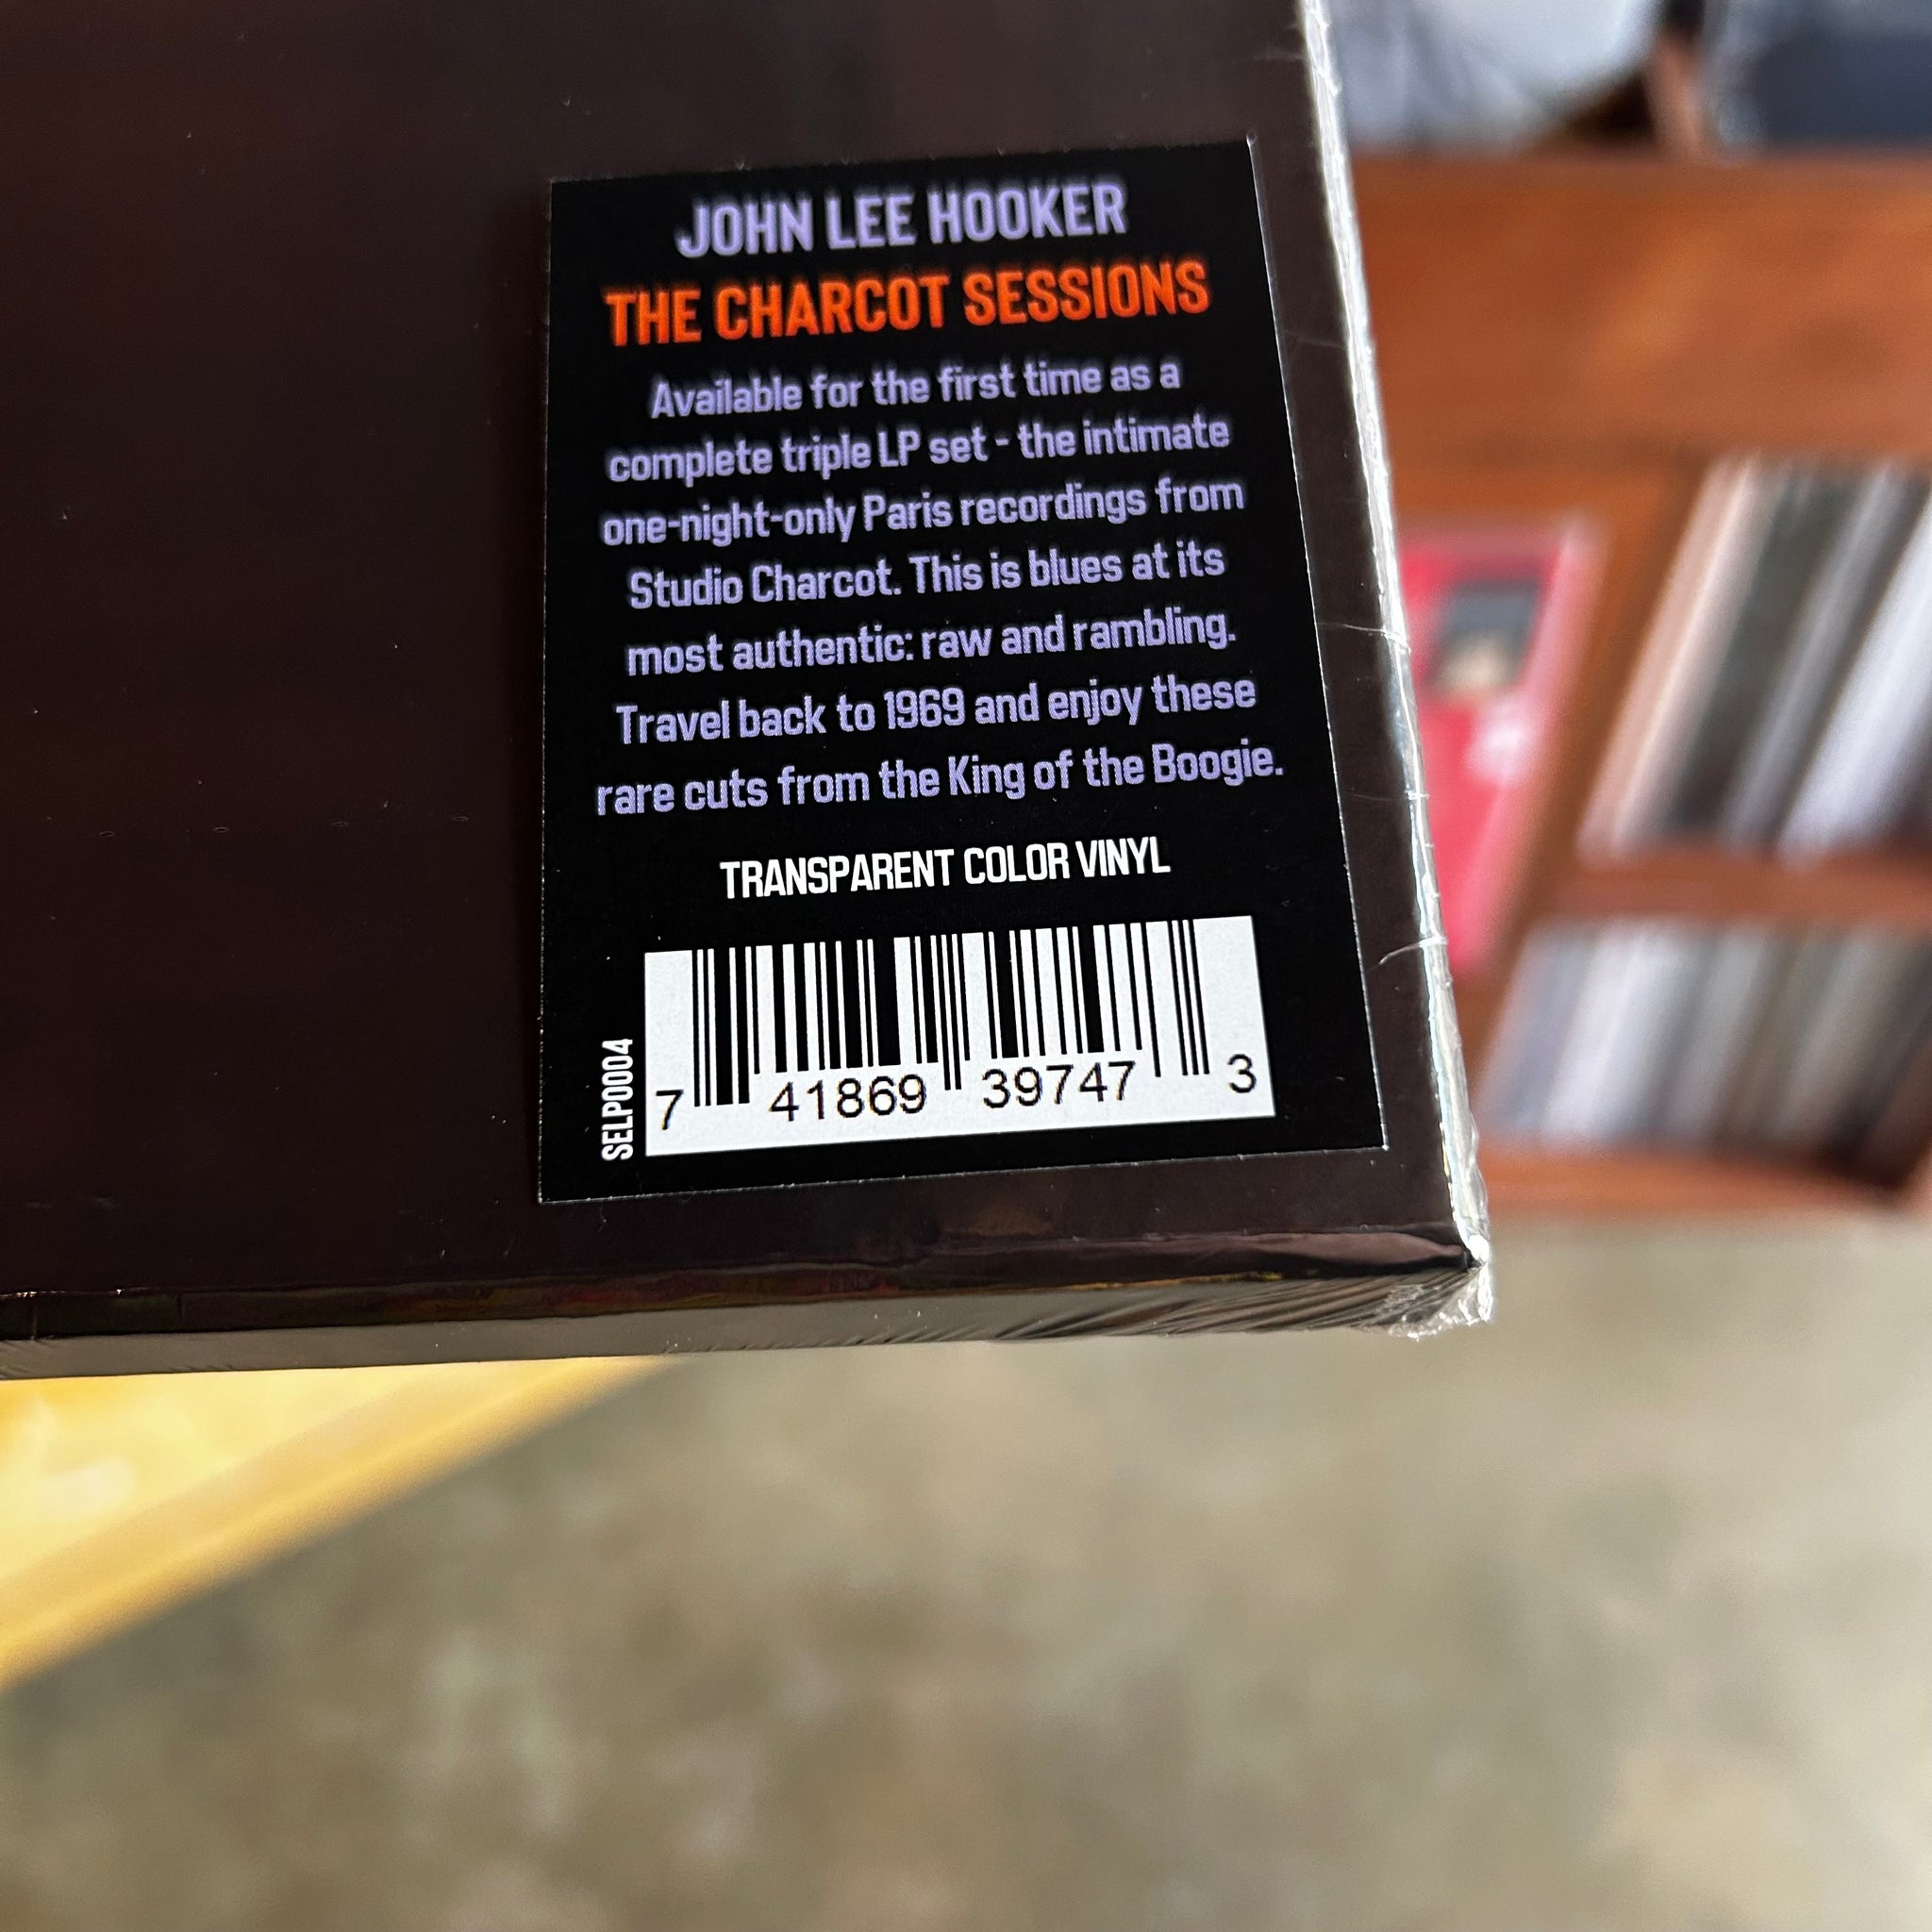 JOHN LEE HOOKER
THE CHARCOT SESSIONS
Available for the first time as a
complete triple LP set - the intimate
one-night-only Paris recordings from
Studio Charcot. This is blues at its
most authentic: raw and rambling.
Travel back to 1969 and enjoy these
rare cuts from the King of the Boogie.
TRANSPARENT COLOR VINYL
SELP0004
7 41869 39747 3